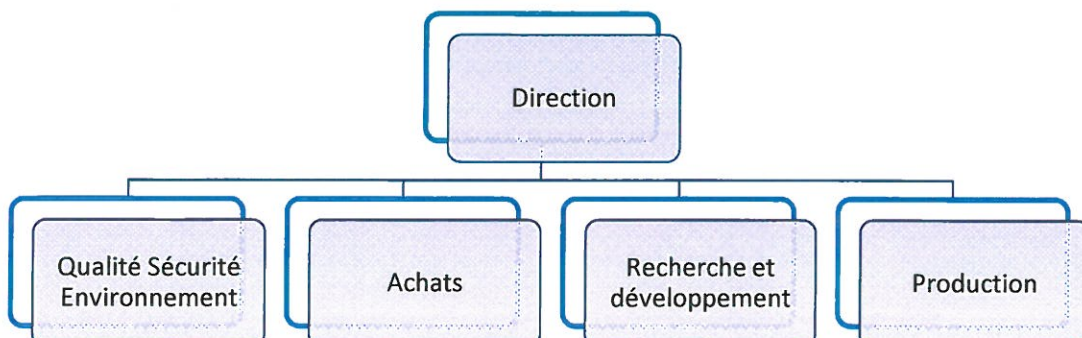 Direction
Qualité Sécurité
Environnement
Achats
Recherche et
développement
Production